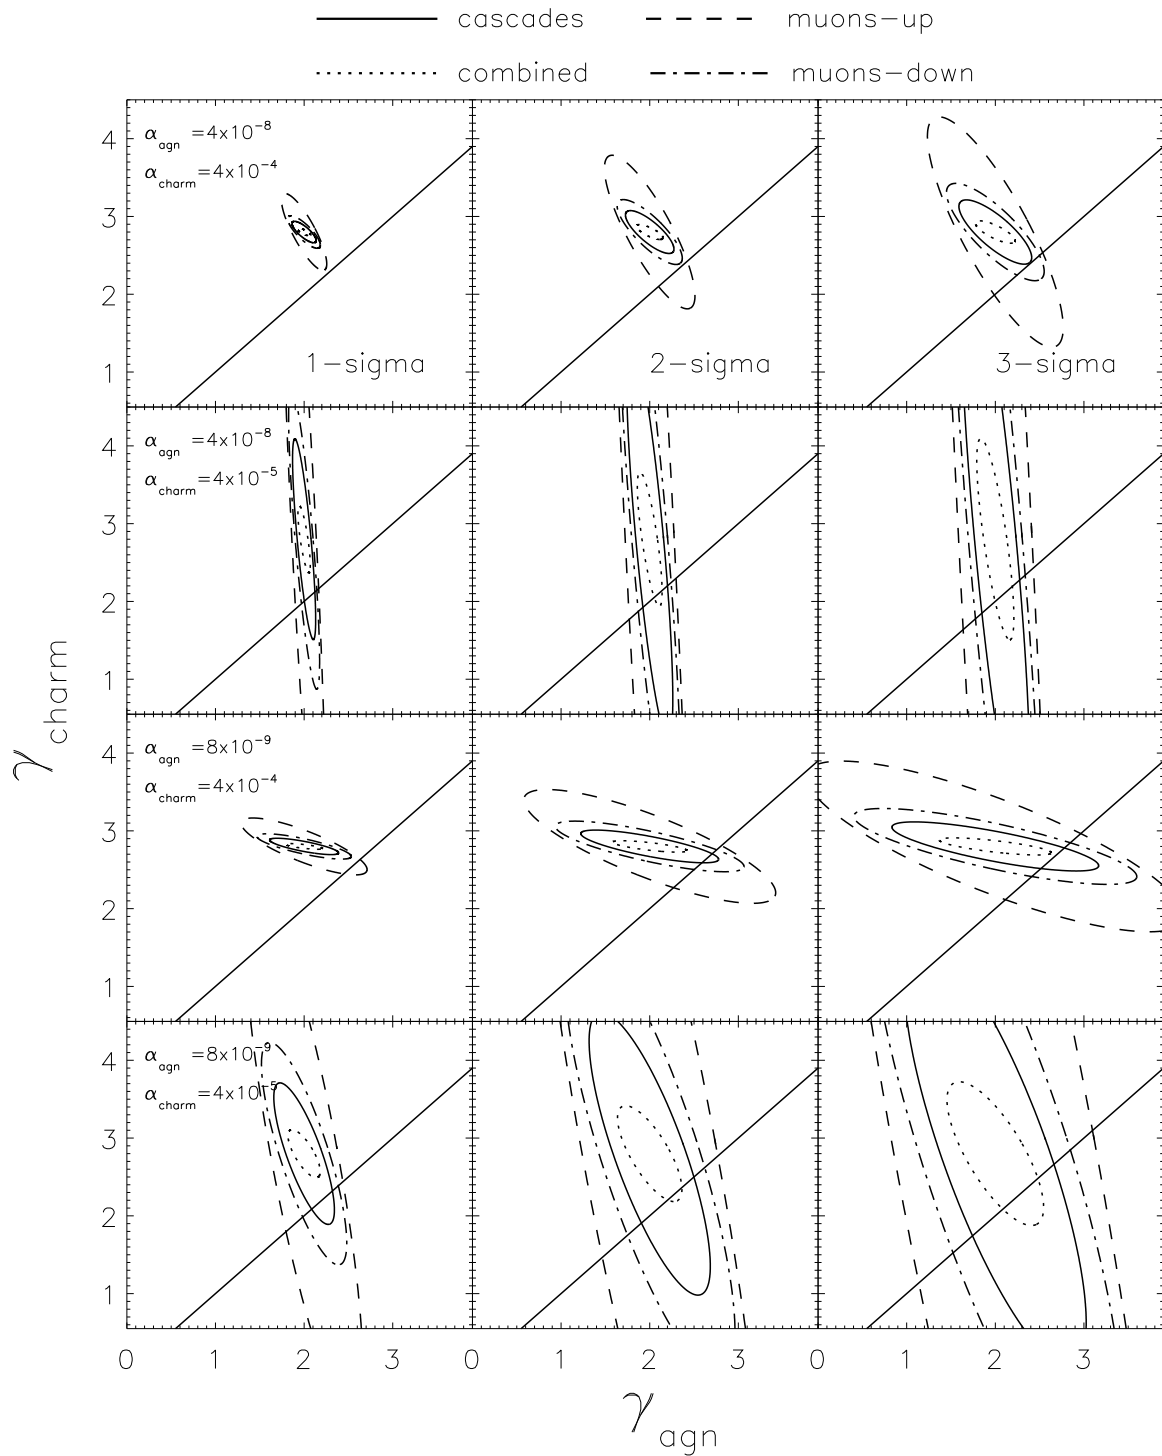 cascades muons-up
combined muons-down
4 α_agn =4x10^-8
α_charm=4x10^-4
3
2
1 1-sigma 2-sigma 3-sigma
4 α_agn =4x10^-8
α_charm=4x10^-5
3
2
1
γ_charm
4 α_agn =8x10^-9
α_charm=4x10^-4
3
2
1
4 α_agn =8x10^-9
α_charm=4x10^-5
3
2
1
0 1 2 3 0 1 2 3 0 1 2 3
γ_agn